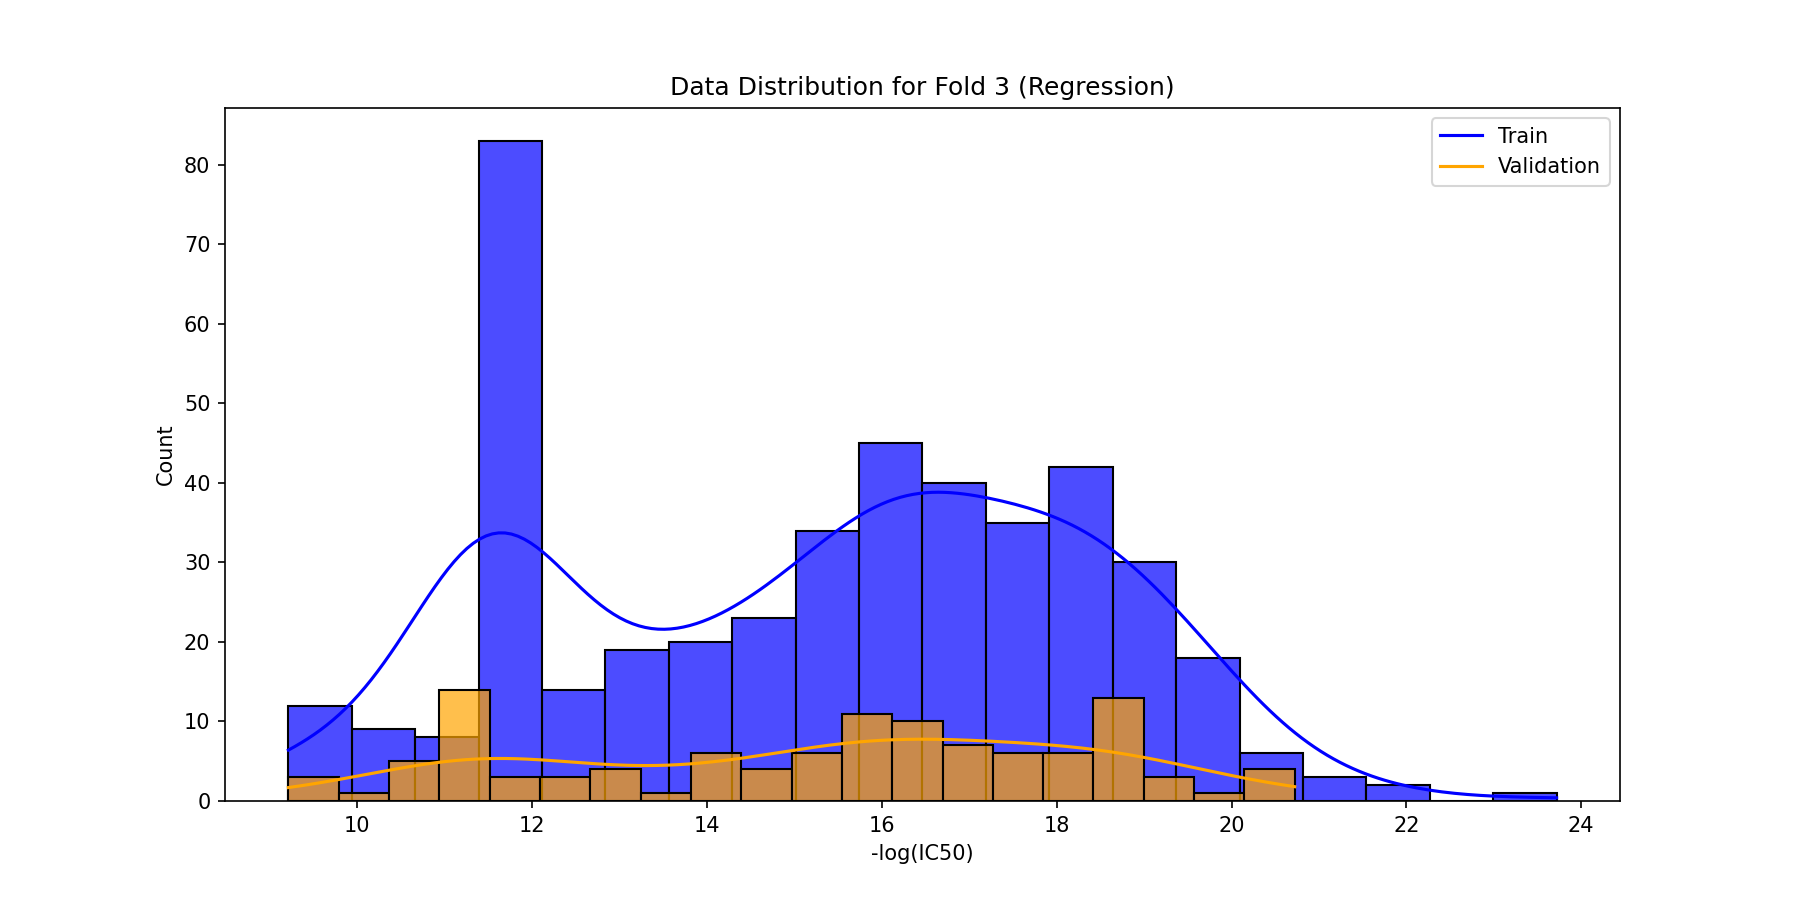 Data Distribution for Fold 3 (Regression)
Train
Validation
Count
80
70
60
50
40
30
20
10
0
10 12 14 16 18 20 22 24
-log(IC50)